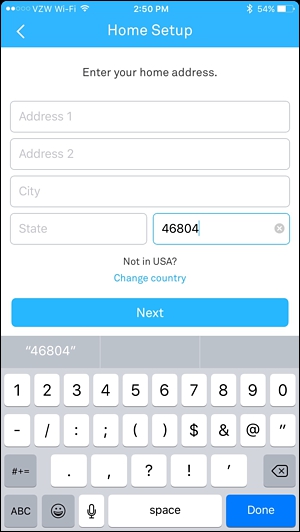 VZW Wi-Fi 2:50 PM 54%
Home Setup
Enter your home address.
Address 1
Address 2
City
State 46804
Not in USA?
Change country
Next
“46804”
1 2 3 4 5 6 7 8 9 0
- / : ; ( ) $ & @ "
#+= . , ? ! '
ABC space Done